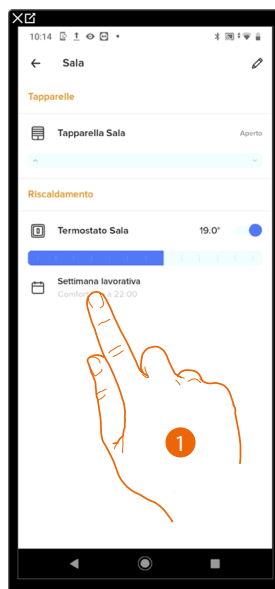 10:14
Sala
Tapparelle
Tapparella Sala
Aperto
Riscaldamento
Termostato Sala
19.0°
Settimana lavorativa
Comfort 22:00
1